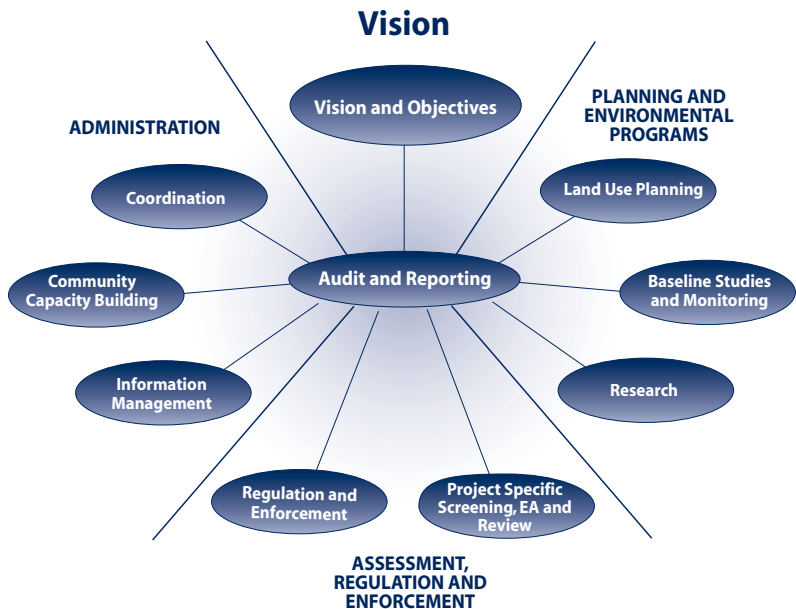 Vision
Vision and Objectives
PLANNING AND
ENVIRONMENTAL
PROGRAMS
ADMINISTRATION
Coordination
Land Use Planning
Audit and Reporting
Community
Capacity Building
Baseline Studies
and Monitoring
Information
Management
Research
Regulation and
Enforcement
Project Specific
Screening, EA and
Review
ASSESSMENT,
REGULATION AND
ENFORCEMENT